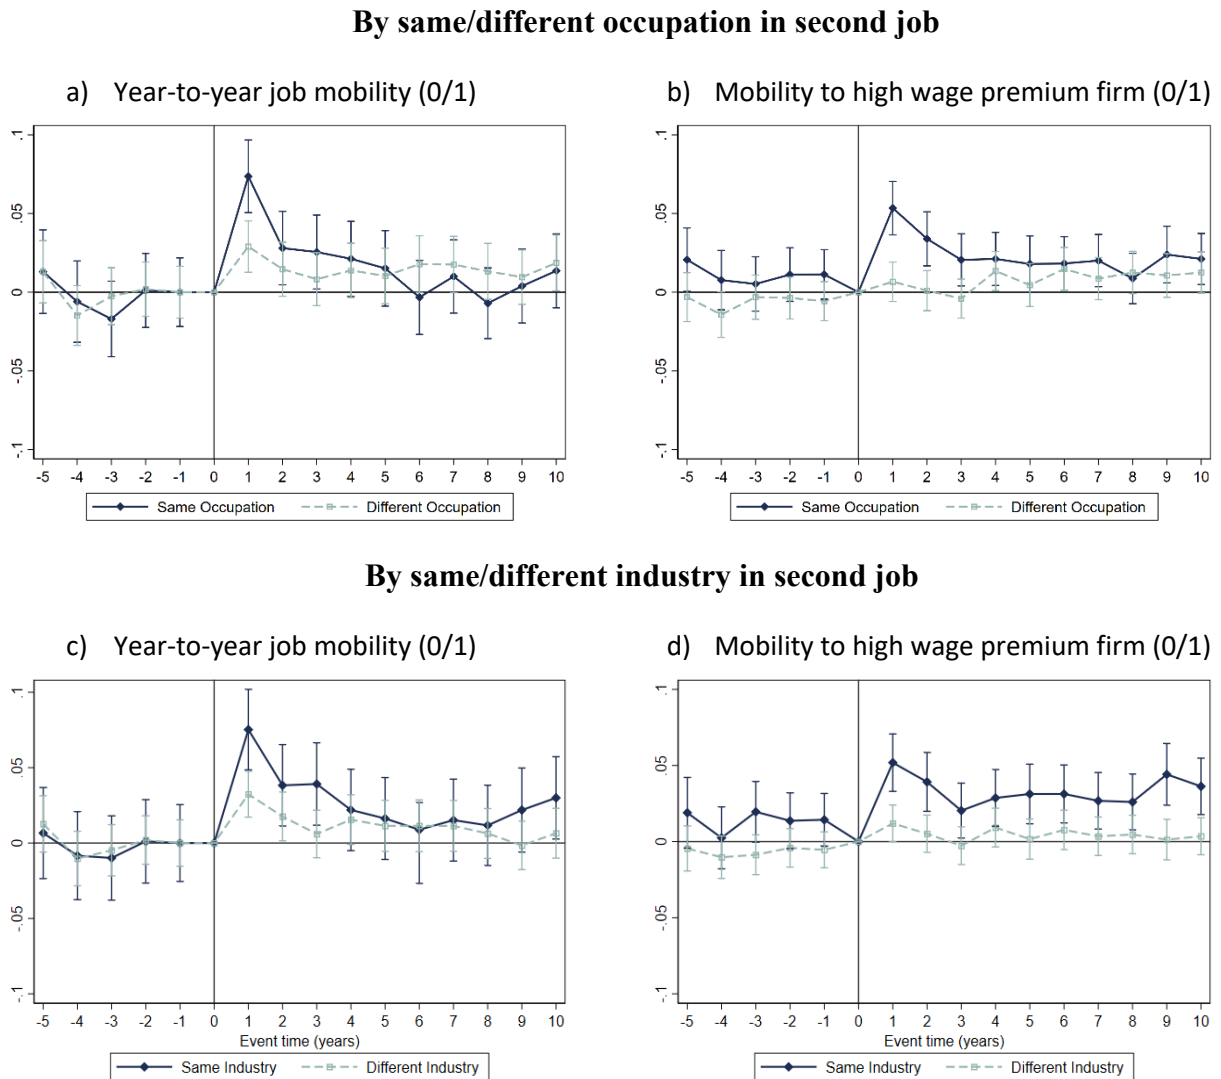 By same/different occupation in second job
a) Year-to-year job mobility (0/1)
b) Mobility to high wage premium firm (0/1)
.1
.05
0
-.05
-.1
-5 -4 -3 -2 -1 0 1 2 3 4 5 6 7 8 9 10
Same Occupation Different Occupation
.1
.05
0
-.05
-.1
-5 -4 -3 -2 -1 0 1 2 3 4 5 6 7 8 9 10
Same Occupation Different Occupation
By same/different industry in second job
c) Year-to-year job mobility (0/1)
d) Mobility to high wage premium firm (0/1)
.1
.05
0
-.05
-.1
-5 -4 -3 -2 -1 0 1 2 3 4 5 6 7 8 9 10
Event time (years)
Same Industry Different Industry
.1
.05
0
-.05
-.1
-5 -4 -3 -2 -1 0 1 2 3 4 5 6 7 8 9 10
Event time (years)
Same Industry Different Industry